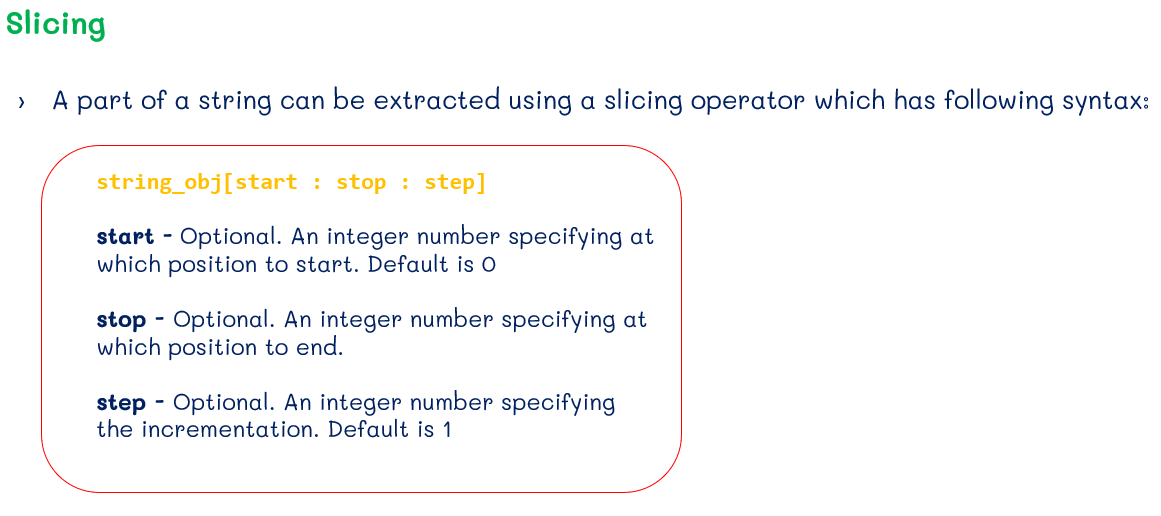 Slicing
› A part of a string can be extracted using a slicing operator which has following syntax:
string_obj[start : stop : step]
start - Optional. An integer number specifying at
which position to start. Default is 0
stop - Optional. An integer number specifying at
which position to end.
step - Optional. An integer number specifying
the incrementation. Default is 1